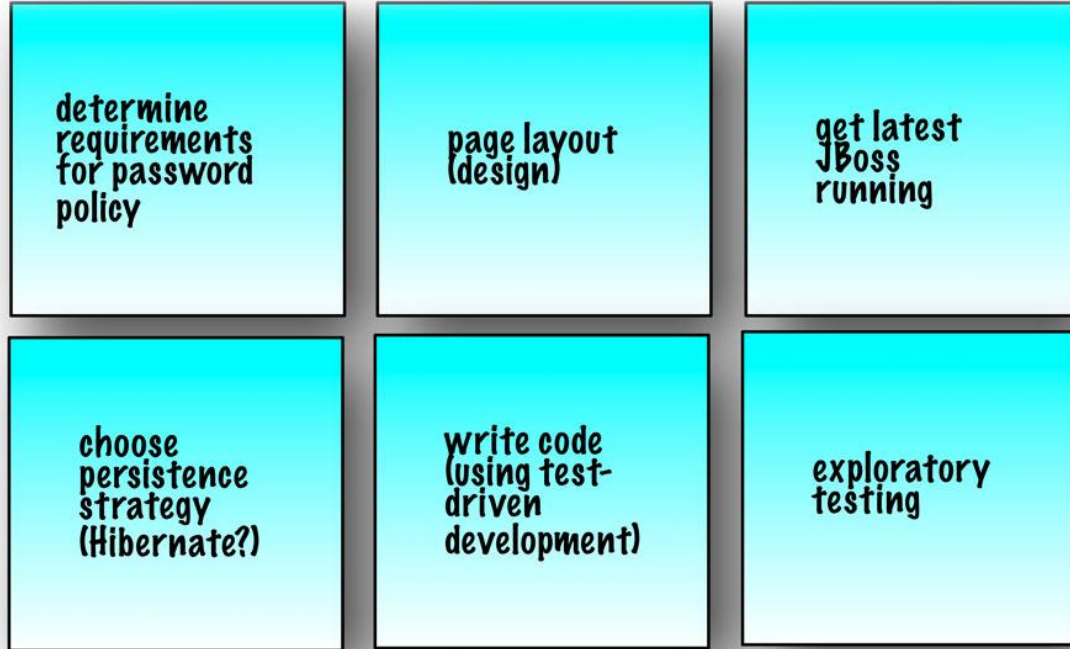 determine
requirements
for password
policy
page layout
(design)
get latest
JBoss
running
choose
persistence
strategy
(Hibernate?)
write code
(using test-
driven
development)
exploratory
testing